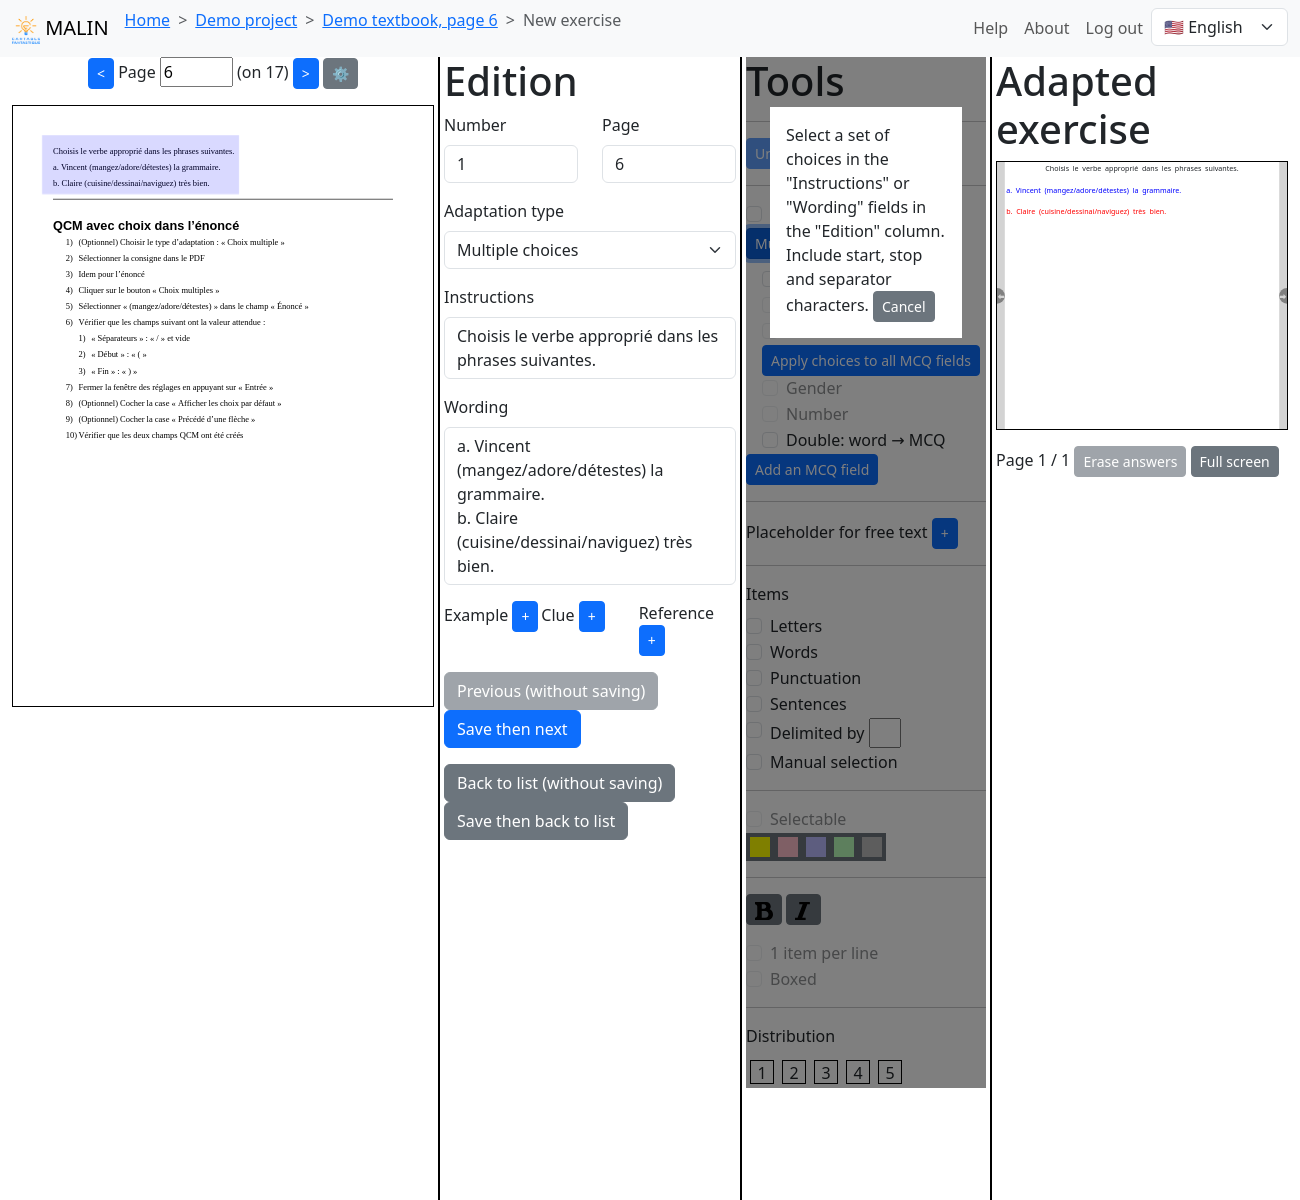 MALIN
Home > Demo project > Demo textbook, page 6 > New exercise
Help About Log out 🇺🇸 English
< Page 6 (on 17) > ⚙️
Choisis le verbe approprié dans les phrases suivantes.
a. Vincent (mangez/adore/détestes) la grammaire.
b. Claire (cuisine/dessinai/naviguez) très bien.
QCM avec choix dans l’énoncé
1) (Optionnel) Choisir le type d’adaptation : « Choix multiple »
2) Sélectionner la consigne dans le PDF
3) Idem pour l’énoncé
4) Cliquer sur le bouton « Choix multiples »
5) Sélectionner « (mangez/adore/détestes) » dans le champ « Énoncé »
6) Vérifier que les champs suivant ont la valeur attendue :
1) « Séparateurs » : « / » et vide
2) « Début » : « ( »
3) « Fin » : « ) »
7) Fermer la fenêtre des réglages en appuyant sur « Entrée »
8) (Optionnel) Cocher la case « Afficher les choix par défaut »
9) (Optionnel) Cocher la case « Précédé d’une flèche »
10) Vérifier que les deux champs QCM ont été créés
Edition
Number Page
1 6
Adaptation type
Multiple choices
Instructions
Choisis le verbe approprié dans les
phrases suivantes.
Wording
a. Vincent
(mangez/adore/détestes) la
grammaire.
b. Claire
(cuisine/dessinai/naviguez) très
bien.
Example + Clue + Reference
+
Previous (without saving)
Save then next
Back to list (without saving)
Save then back to list
Tools
Select a set of
choices in the
"Instructions" or
"Wording" fields in
the "Edition" column.
Include start, stop
and separator
characters. Cancel
Apply choices to all MCQ fields
Gender
Number
Double: word → MCQ
Add an MCQ field
Placeholder for free text +
Items
Letters
Words
Punctuation
Sentences
Delimited by
Manual selection
Selectable
B I
1 item per line
Boxed
Distribution
1 2 3 4 5
Adapted
exercise
Choisis le verbe approprié dans les phrases suivantes.
a. Vincent (mangez/adore/détestes) la grammaire.
b. Claire (cuisine/dessinai/naviguez) très bien.
Page 1 / 1 Erase answers Full screen